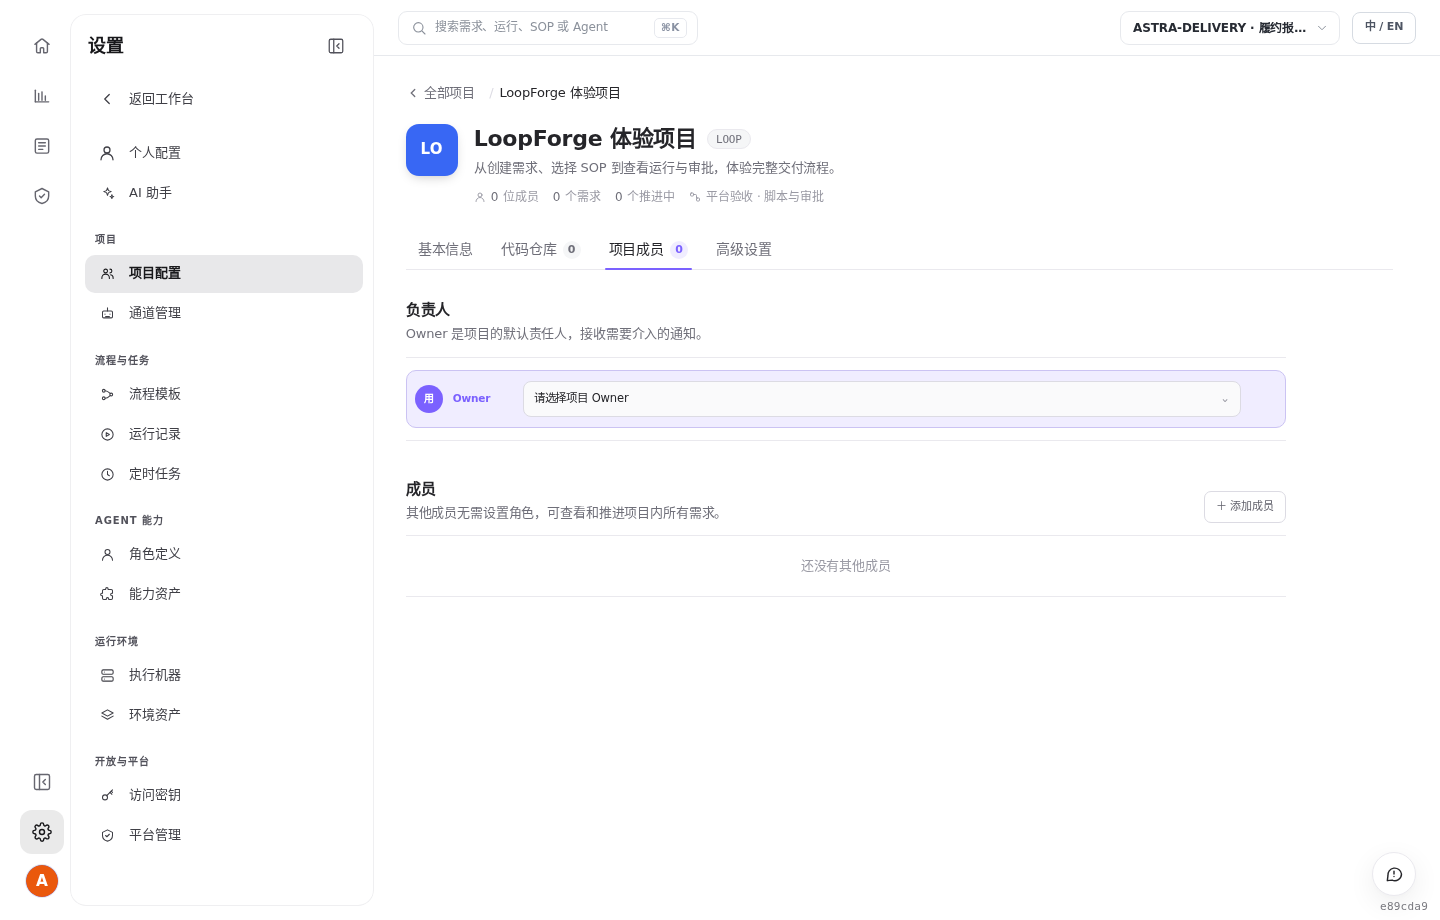 设置
返回工作台
个人配置
AI 助手
项目
项目配置
通道管理
流程与任务
流程模板
运行记录
定时任务
AGENT 能力
角色定义
能力资产
运行环境
执行机器
环境资产
开放与平台
访问密钥
平台管理
A
搜索需求、运行、SOP 或 Agent
⌘K
ASTRA-DELIVERY · 履约报...
中 / EN
全部项目 / LoopForge 体验项目
LO
LoopForge 体验项目 LOOP
从创建需求、选择 SOP 到查看运行与审批，体验完整交付流程。
0 位成员 0 个需求 0 个推进中 平台验收 · 脚本与审批
基本信息 代码仓库 0 项目成员 0 高级设置
负责人
Owner 是项目的默认责任人，接收需要介入的通知。
用 Owner 请选择项目 Owner
成员
其他成员无需设置角色，可查看和推进项目内所有需求。
+ 添加成员
还没有其他成员
e89cda9